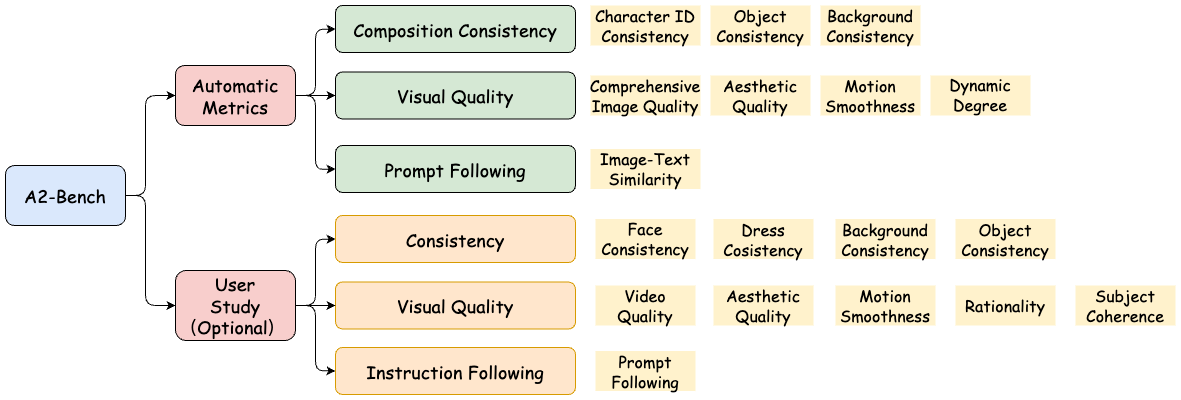 Composition Consistency
Character ID
Consistency
Object
Consistency
Background
Consistency
Automatic
Metrics
Visual Quality
Comprehensive
Image Quality
Aesthetic
Quality
Motion
Smoothness
Dynamic
Degree
Prompt Following
Image-Text
Similarity
A2-Bench
Consistency
Face
Consistency
Dress
Cosistency
Background
Consistency
Object
Consistency
User
Study
(Optional)
Visual Quality
Video
Quality
Aesthetic
Quality
Motion
Smoothness
Rationality
Subject
Coherence
Instruction Following
Prompt
Following